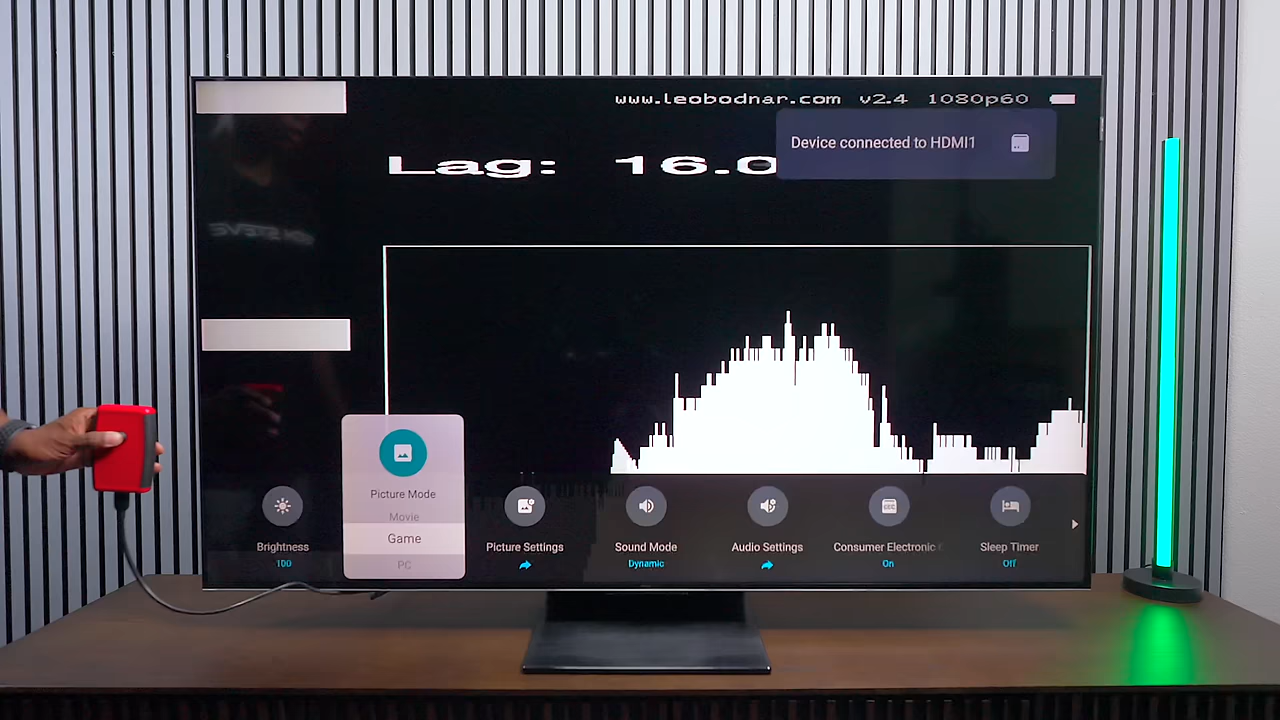 www.leobodnar.com v2.4 1080p60
Device connected to HDMI1
Lag: 16.0
Picture Mode
Movie
Game
PC
Brightness
100
Picture Settings
Sound Mode
Dynamic
Audio Settings
Consumer Electronic
On
Sleep Timer
Off